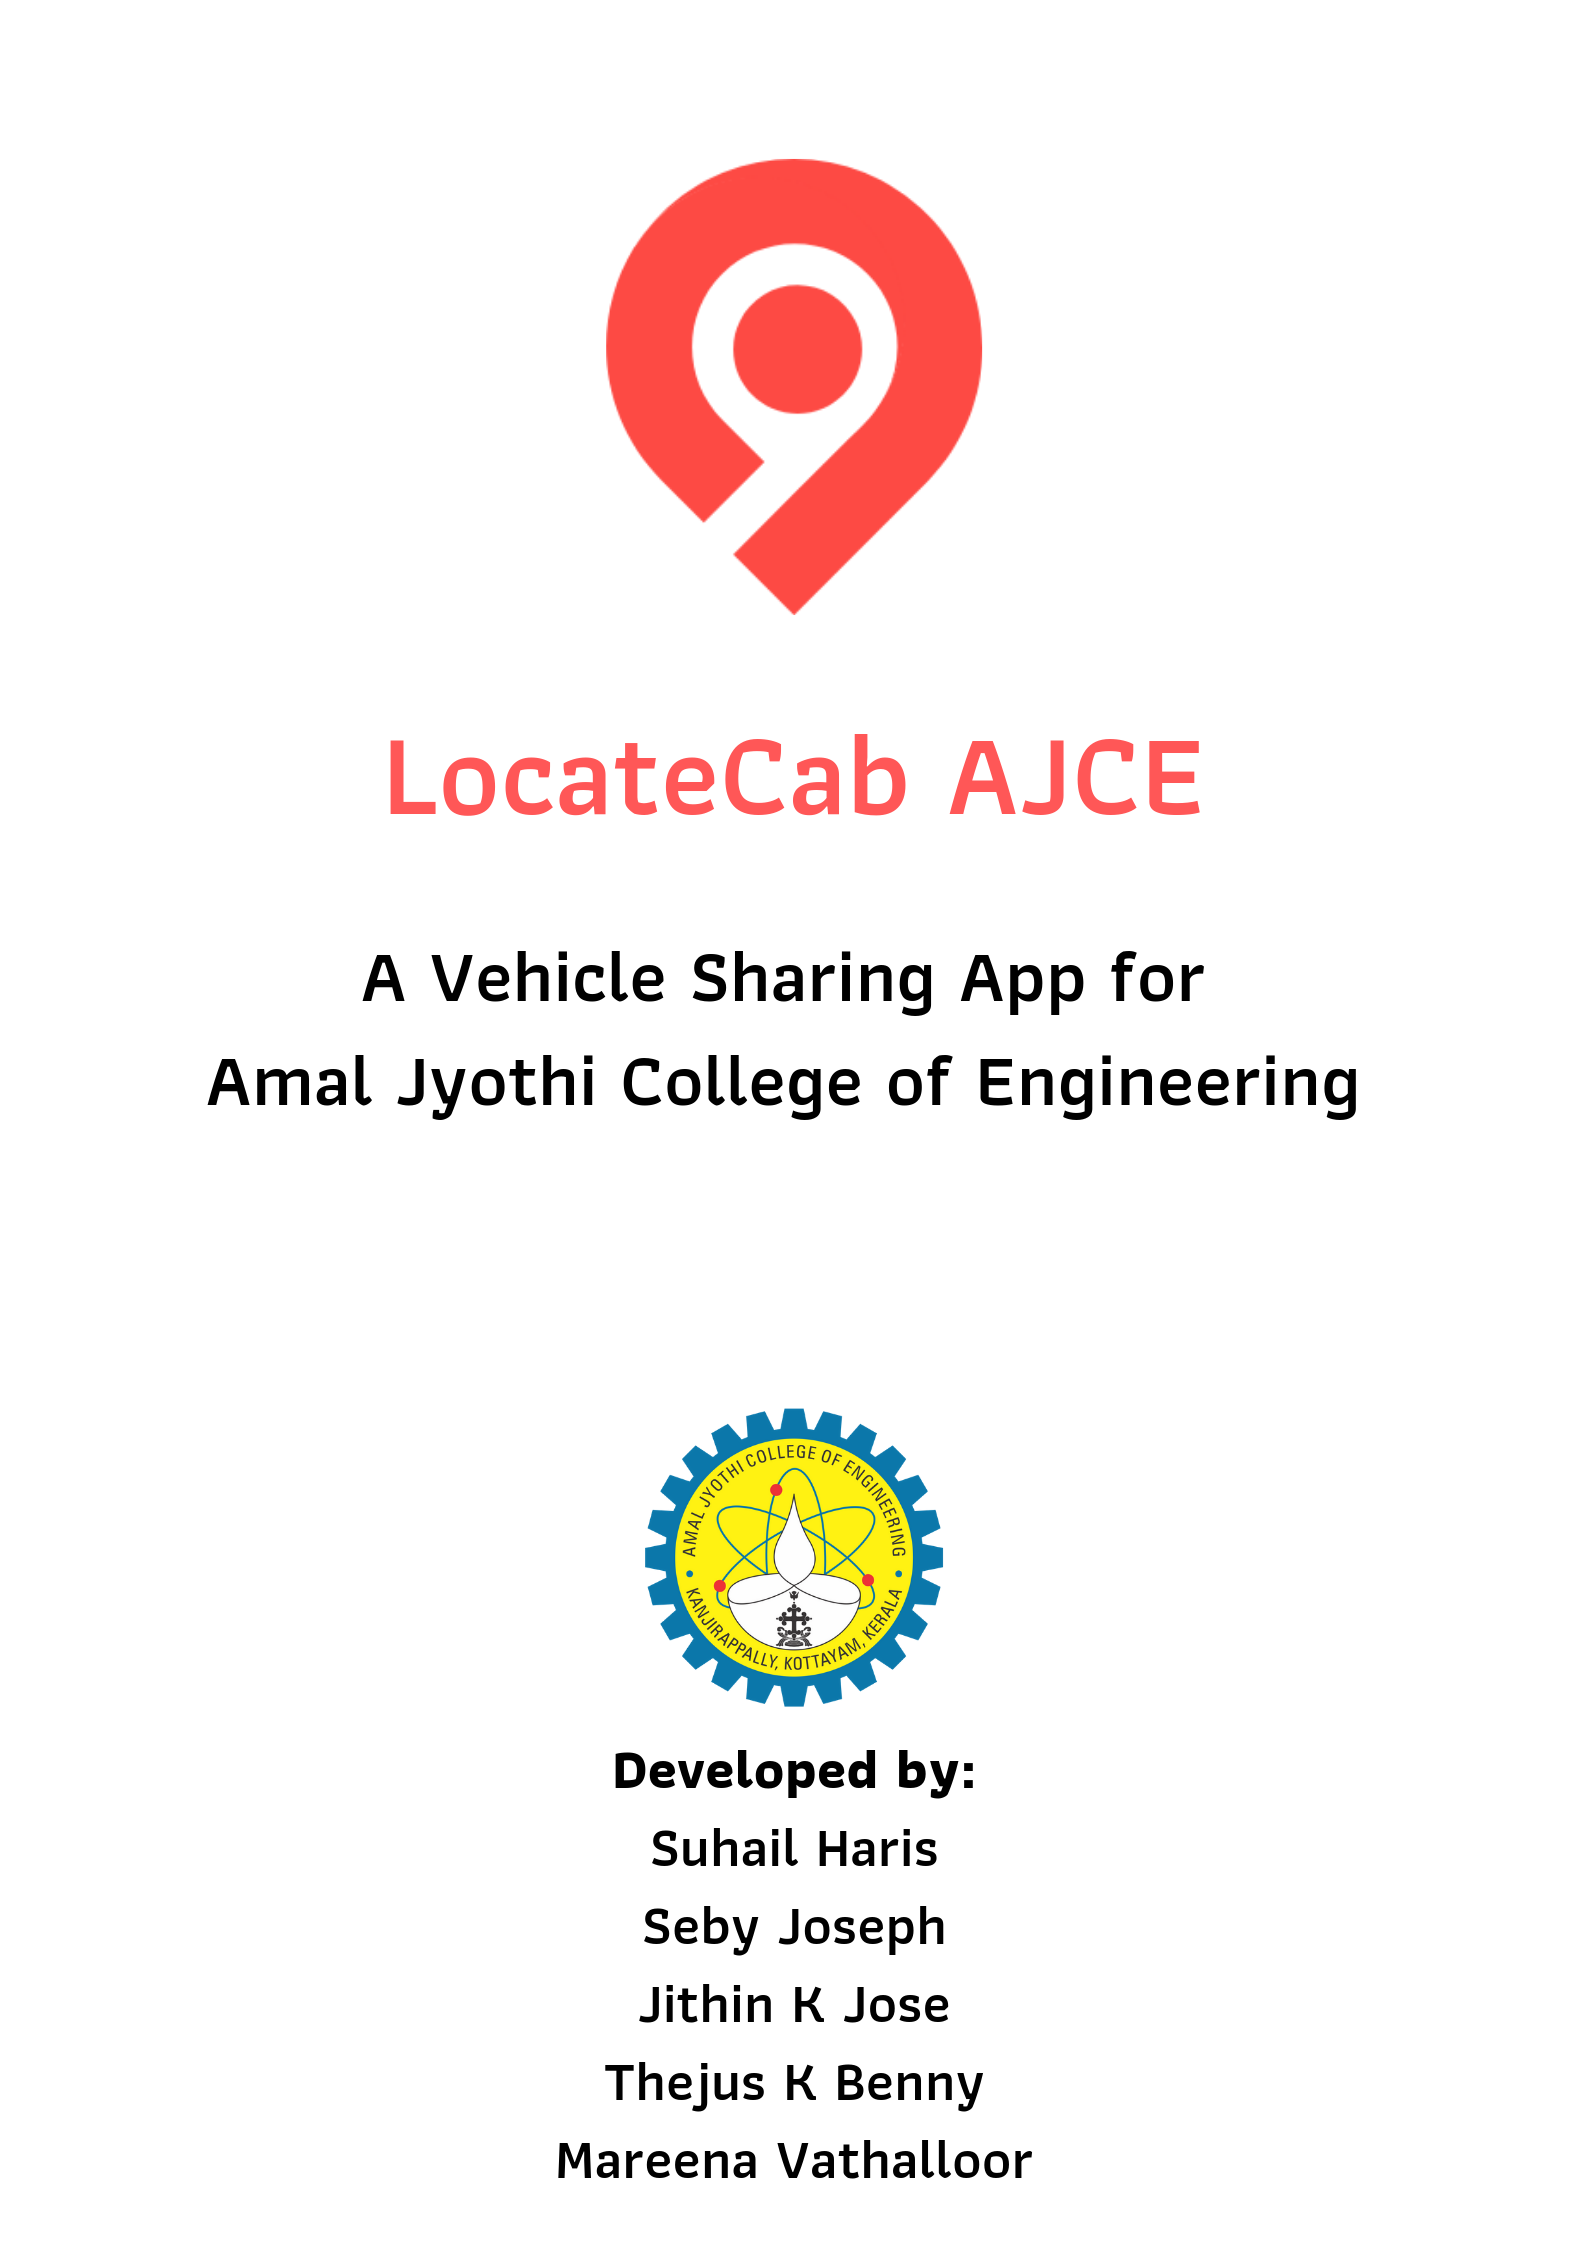 LocateCab AJCE
A Vehicle Sharing App for
Amal Jyothi College of Engineering
AMAL JYOTHI COLLEGE OF ENGINEERING
KANJIRAPPALLY, KOTTAYAM, KERALA
Developed by:
Suhail Haris
Seby Joseph
Jithin K Jose
Thejus K Benny
Mareena Vathalloor